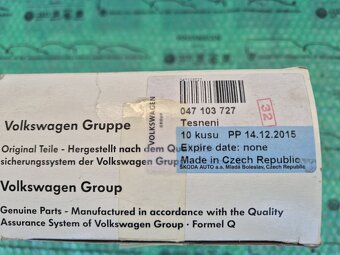 Volkswagen Gruppe
Original Teile - Hergestellt nach dem Qua
sicherungssystem der Volkswagen Grupp
Volkswagen Group
Genuine Parts - Manufactured in accordance with the Quality
Assurance System of Volkswagen Group · Formel Q
VOLKSWAGEN
047 103 727
Tesneni
32
10 kusu PP 14.12.2015
Expire date: none
Made in Czech Republic
ŠKODA AUTO a.s. Mladá Boleslav, Czech Republic